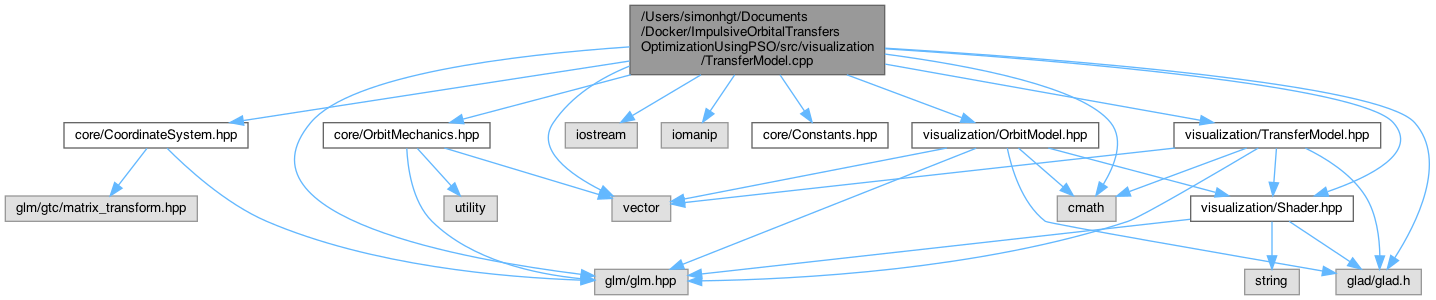 /Users/simonhgt/Documents
/Docker/ImpulsiveOrbitalTransfers
OptimizationUsingPSO/src/visualization
/TransferModel.cpp
core/CoordinateSystem.hpp
core/OrbitMechanics.hpp
iostream
iomanip
core/Constants.hpp
visualization/OrbitModel.hpp
visualization/TransferModel.hpp
glm/gtc/matrix_transform.hpp
utility
vector
cmath
visualization/Shader.hpp
glm/glm.hpp
string
glad/glad.h